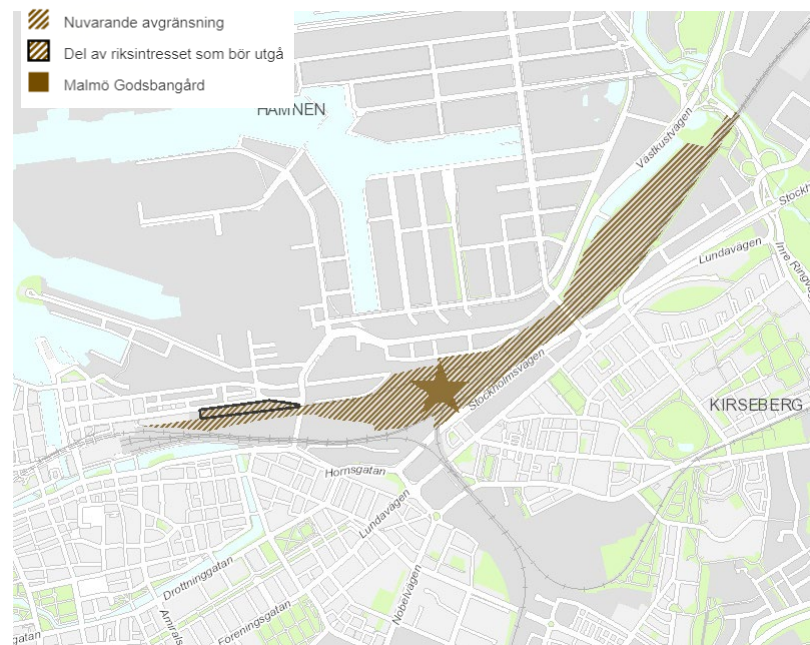 Nuvarande avgränsning
Del av riksintresset som bör utgå
Malmö Godsbangård
HAMNEN
Västkustvägen
Stockh
Lundavägen
Inre Ringvä
Stockholmsvägen
KIRSEBERG
Hornsgatan
Lundavägen
Drottninggatan
Nobelvägen
Föreningsgatan
Amirals
gatan